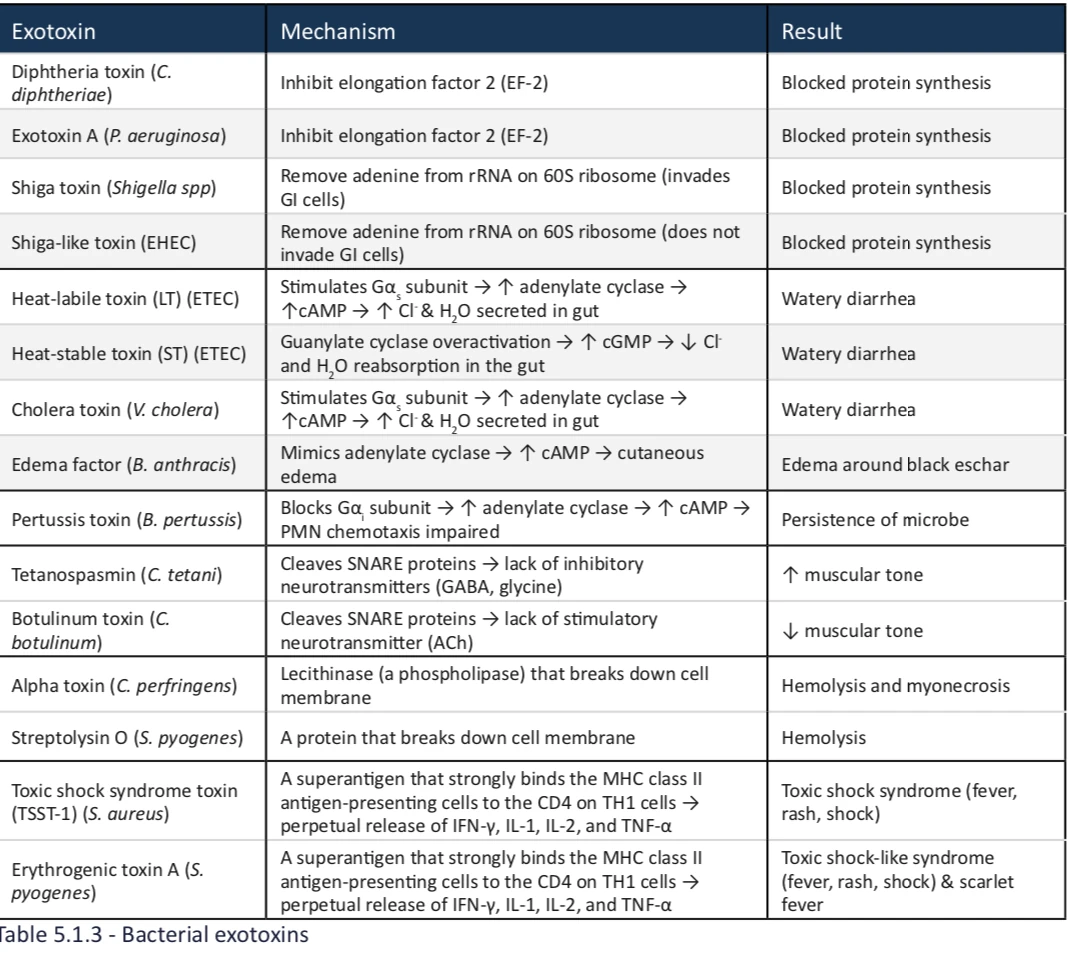 Exotoxin Mechanism Result
Diphtheria toxin (C.
diphtheriae)
Inhibit elongation factor 2 (EF-2)
Blocked protein synthesis
Exotoxin A (P. aeruginosa)
Inhibit elongation factor 2 (EF-2)
Blocked protein synthesis
Shiga toxin (Shigella spp)
Remove adenine from rRNA on 60S ribosome (invades
GI cells)
Blocked protein synthesis
Shiga-like toxin (EHEC)
Remove adenine from rRNA on 60S ribosome (does not
invade GI cells)
Blocked protein synthesis
Heat-labile toxin (LT) (ETEC)
Stimulates Gαs subunit → ↑ adenylate cyclase →
↑cAMP → ↑ Cl⁻ & H₂O secreted in gut
Watery diarrhea
Heat-stable toxin (ST) (ETEC)
Guanylate cyclase overactivation → ↑ cGMP → ↓ Cl⁻
and H₂O reabsorption in the gut
Watery diarrhea
Cholera toxin (V. cholera)
Stimulates Gαs subunit → ↑ adenylate cyclase →
↑cAMP → ↑ Cl⁻ & H₂O secreted in gut
Watery diarrhea
Edema factor (B. anthracis)
Mimics adenylate cyclase → ↑ cAMP → cutaneous
edema
Edema around black eschar
Pertussis toxin (B. pertussis)
Blocks Gαi subunit → ↑ adenylate cyclase → ↑ cAMP →
PMN chemotaxis impaired
Persistence of microbe
Tetanospasmin (C. tetani)
Cleaves SNARE proteins → lack of inhibitory
neurotransmitters (GABA, glycine)
↑ muscular tone
Botulinum toxin (C.
botulinum)
Cleaves SNARE proteins → lack of stimulatory
neurotransmitter (ACh)
↓ muscular tone
Alpha toxin (C. perfringens)
Lecithinase (a phospholipase) that breaks down cell
membrane
Hemolysis and myonecrosis
Streptolysin O (S. pyogenes)
A protein that breaks down cell membrane
Hemolysis
Toxic shock syndrome toxin
(TSST-1) (S. aureus)
A superantigen that strongly binds the MHC class II
antigen-presenting cells to the CD4 on TH1 cells →
perpetual release of IFN-γ, IL-1, IL-2, and TNF-α
Toxic shock syndrome (fever,
rash, shock)
Erythrogenic toxin A (S.
pyogenes)
A superantigen that strongly binds the MHC class II
antigen-presenting cells to the CD4 on TH1 cells →
perpetual release of IFN-γ, IL-1, IL-2, and TNF-α
Toxic shock-like syndrome
(fever, rash, shock) & scarlet
fever
Table 5.1.3 - Bacterial exotoxins